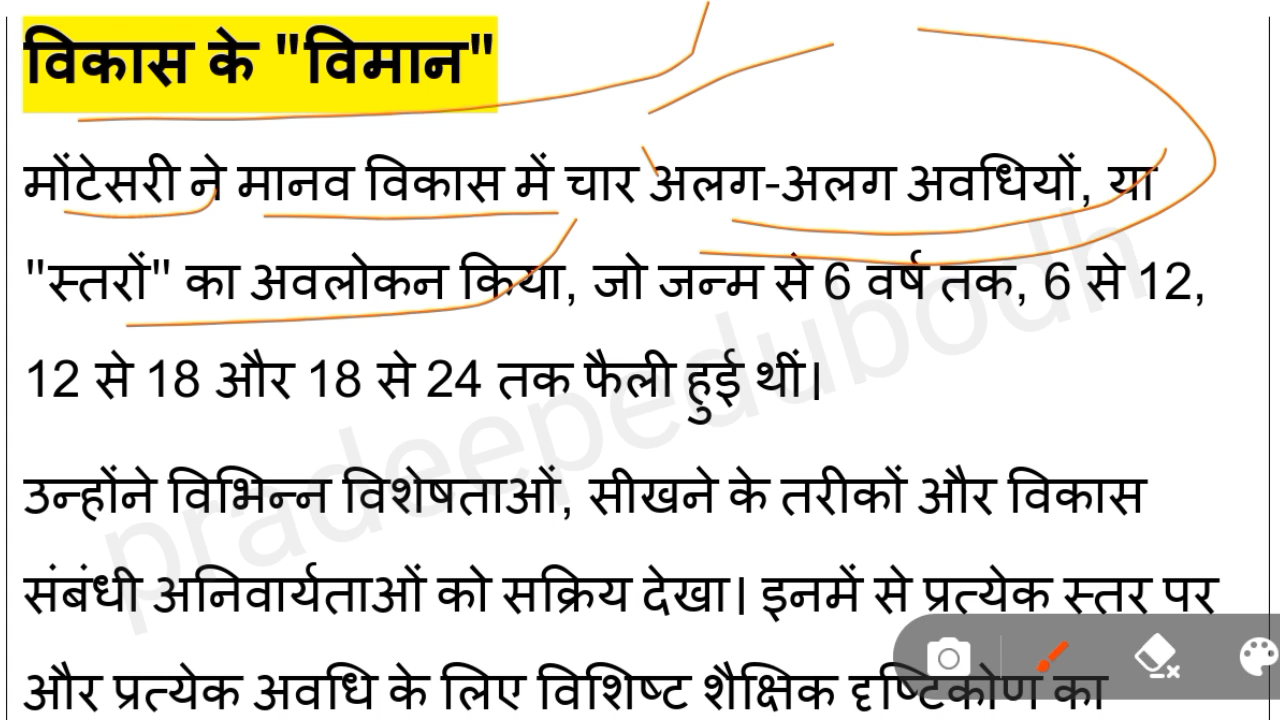 विकास के "विमान"
मोंटेसरी ने मानव विकास में चार अलग-अलग अवधियों, या
"स्तरों" का अवलोकन किया, जो जन्म से 6 वर्ष तक, 6 से 12,
12 से 18 और 18 से 24 तक फैली हुई थीं।
उन्होंने विभिन्न विशेषताओं, सीखने के तरीकों और विकास
संबंधी अनिवार्यताओं को सक्रिय देखा। इनमें से प्रत्येक स्तर पर
और प्रत्येक अवधि के लिए विशिष्ट शैक्षिक दृष्टिकोण का
pradeepedubodh